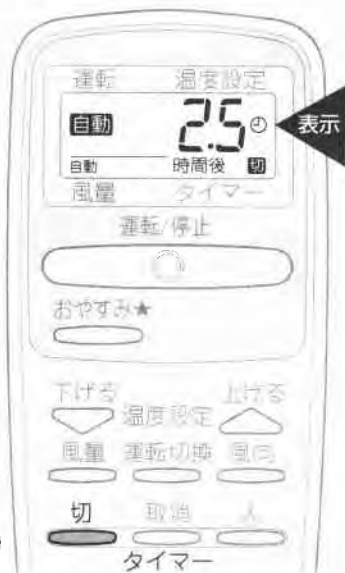 運転 温度設定
自動 2.5 表示
自動 時間後 切
風量 タイマー
運転/停止
おやすみ★
下げる 上げる
温度設定
風量 運転切換 風向
切 取消 入
タイマー